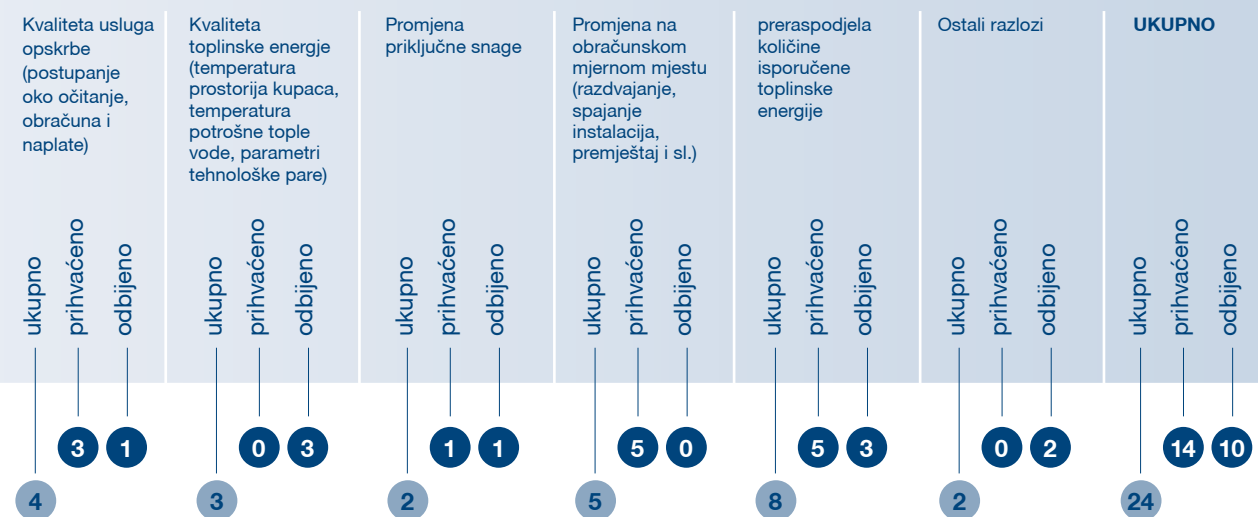 Kvaliteta usluga
opskrbe
(postupanje
oko očitanje,
obračuna i
naplate)
ukupno
prihvaćeno
odbijeno
3
1
4
Kvaliteta
toplinske energje
(temperatura
prostorija kupaca,
temperatura
potrošne tople
vode, parametri
tehnološke pare)
ukupno
prihvaćeno
odbijeno
0
3
3
Promjena
priključne snage
ukupno
prihvaćeno
odbijeno
1
1
2
Promjena na
obračunskom
mjernom mjestu
(razdvajanje,
spajanje
instalacija,
premještaj i sl.)
ukupno
prihvaćeno
odbijeno
5
0
5
preraspodjela
količine
isporučene
toplinske
energije
ukupno
prihvaćeno
odbijeno
5
3
8
Ostali razlozi
ukupno
prihvaćeno
odbijeno
0
2
2
UKUPNO
ukupno
prihvaćeno
odbijeno
14
10
24